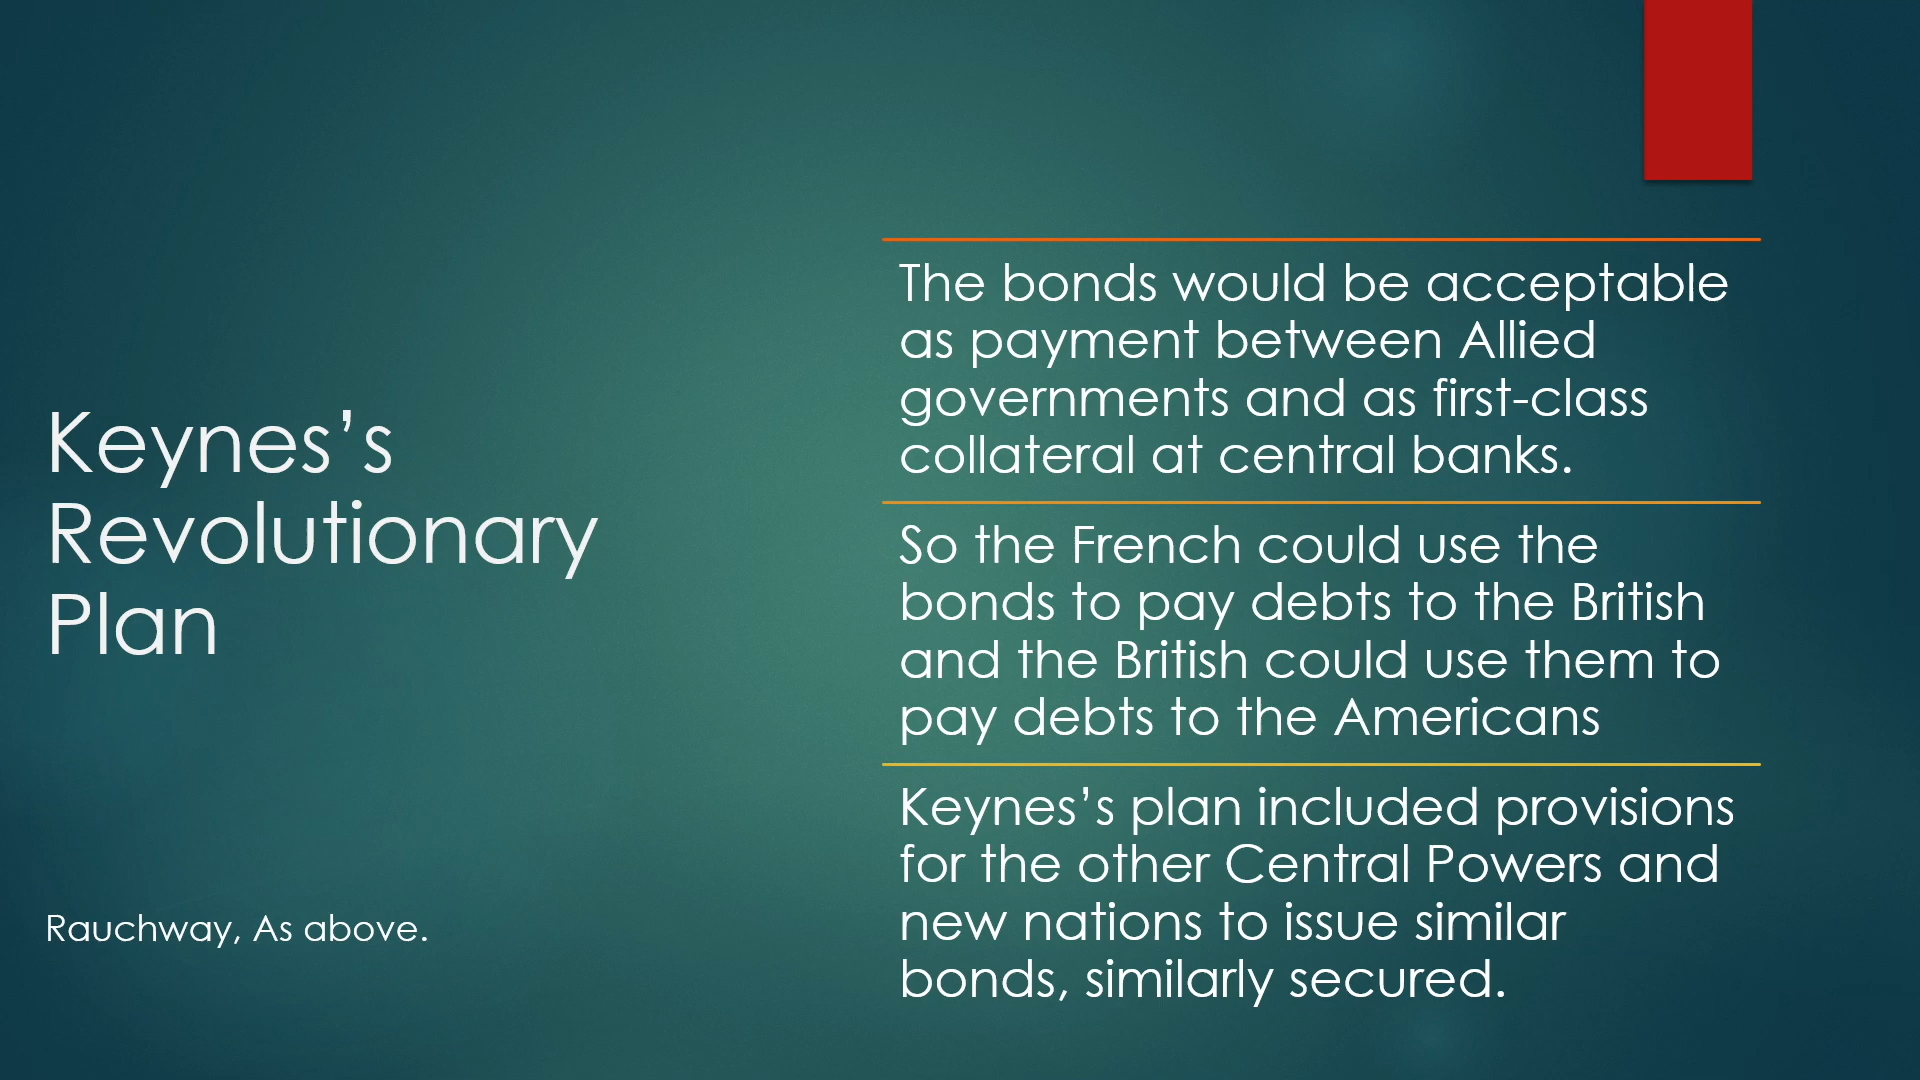 Keynes’s
Revolutionary
Plan
Rauchway, As above.
The bonds would be acceptable
as payment between Allied
governments and as first-class
collateral at central banks.
So the French could use the
bonds to pay debts to the British
and the British could use them to
pay debts to the Americans
Keynes’s plan included provisions
for the other Central Powers and
new nations to issue similar
bonds, similarly secured.